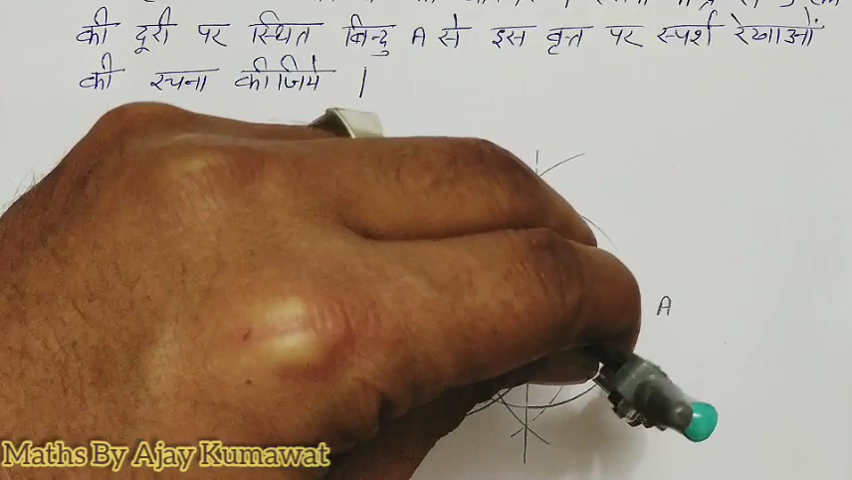 की दूरी पर स्थित बिन्दु A से इस वृत्त पर स्पर्श रेखाओं
की रचना कीजिये |
A
Maths By Ajay Kumawat